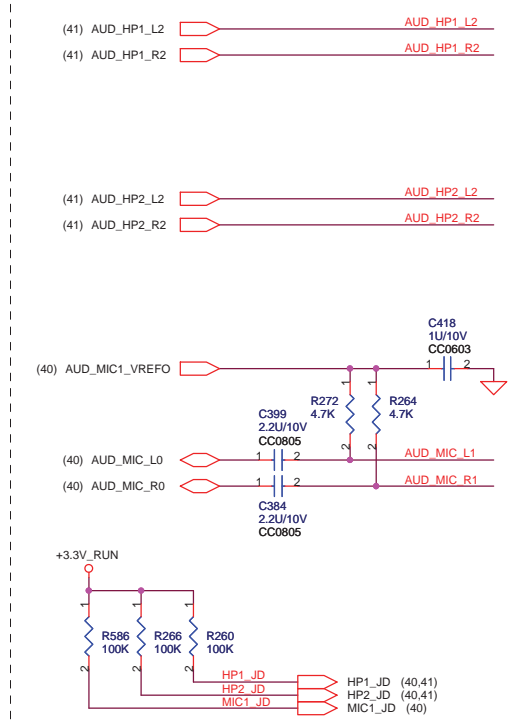 (41) AUD_HP1_L2 AUD_HP1_L2
(41) AUD_HP1_R2 AUD_HP1_R2
(41) AUD_HP2_L2 AUD_HP2_L2
(41) AUD_HP2_R2 AUD_HP2_R2
C418
1U/10V
CC0603
(40) AUD_MIC1_VREFO 1 2
1 1
R272 R264
4.7K 4.7K
C399
2.2U/10V
CC0805
2 2
(40) AUD_MIC_L0 1 2 AUD_MIC_L1
(40) AUD_MIC_R0 1 2 AUD_MIC_R1
C384
2.2U/10V
CC0805
+3.3V_RUN
1 1 1
R586 R266 R260
100K 100K 100K
2 2 2
HP1_JD HP1_JD (40,41)
HP2_JD HP2_JD (40,41)
MIC1_JD MIC1_JD (40)